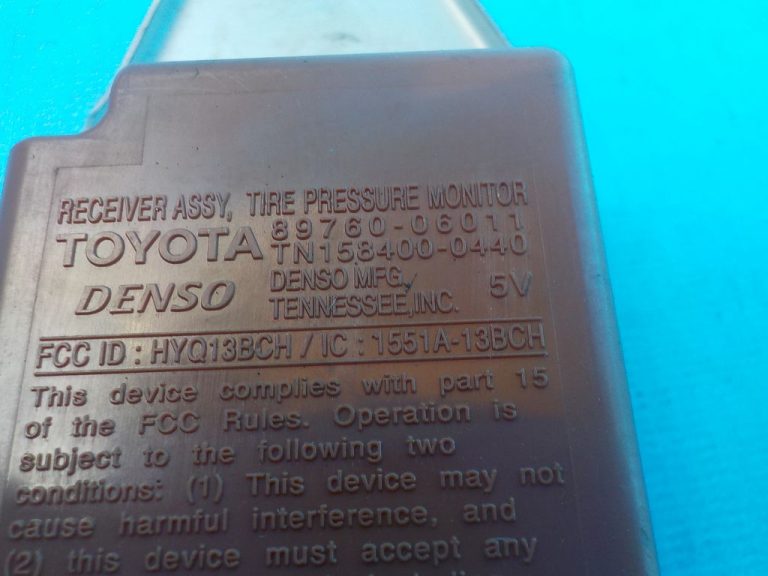 RECEIVER ASSY, TIRE PRESSURE MONITOR
TOYOTA 89760-06011
TN158400-0440
DENSO DENSO MFG, 5V
TENNESSEE,INC.
FCC ID : HYQ13BCH / IC : 1551A-13BCH
This device complies with part 15
of the FCC Rules. Operation is
subject to the following two
conditions: (1) This device may not
cause harmful interference, and
(2) this device must accept any